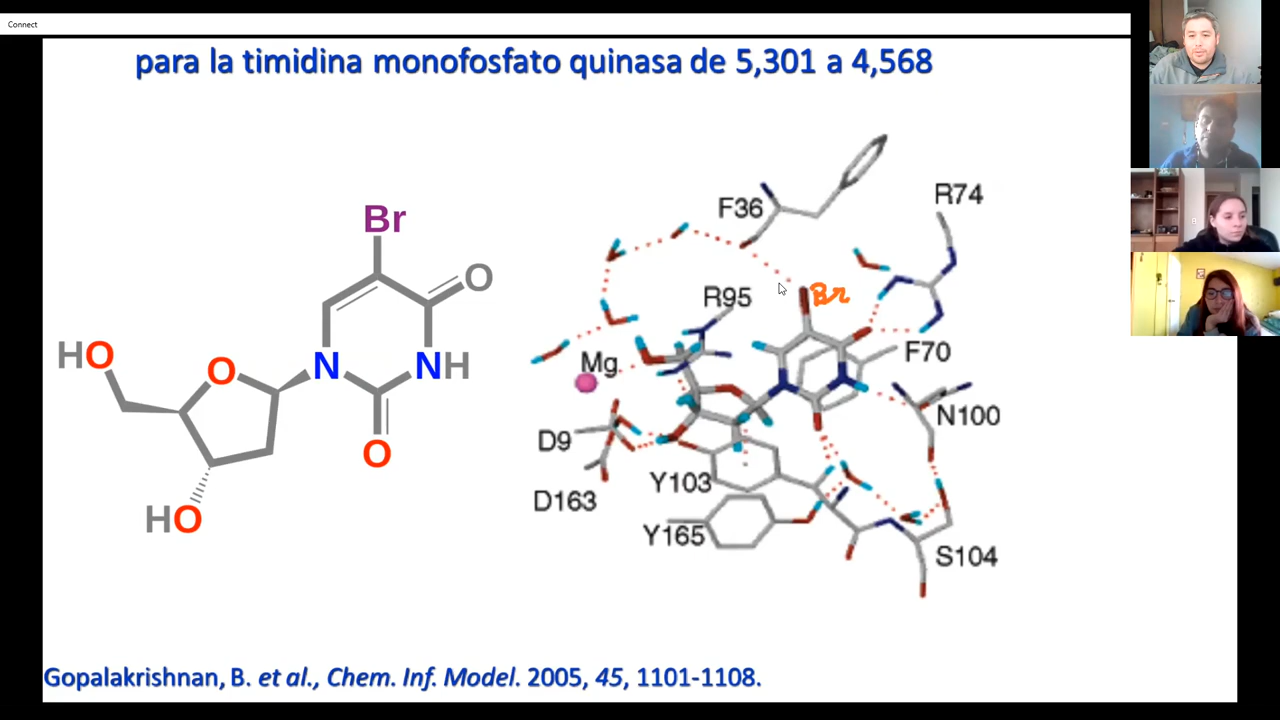 Connect
para la timidina monofosfato quinasa de 5,301 a 4,568
Br
O
HO
O
N
NH
O
HO
F36
R74
R95
Br
Mg
F70
D9
N100
D163
Y103
Y165
S104
Gopalakrishnan, B. et al., Chem. Inf. Model. 2005, 45, 1101-1108.